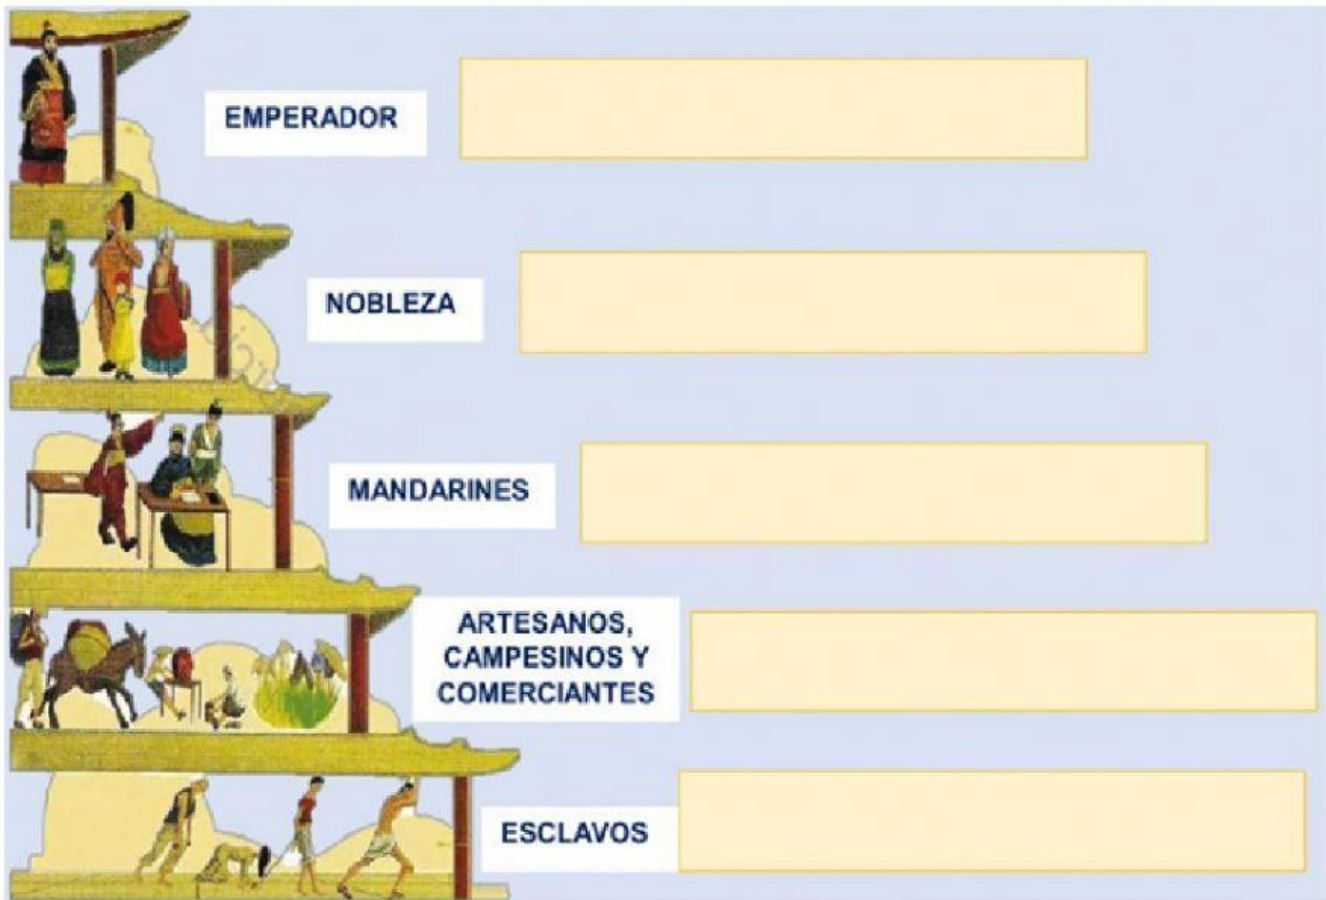 EMPERADOR
NOBLEZA
MANDARINES
ARTESANOS,
CAMPESINOS Y
COMERCIANTES
ESCLAVOS